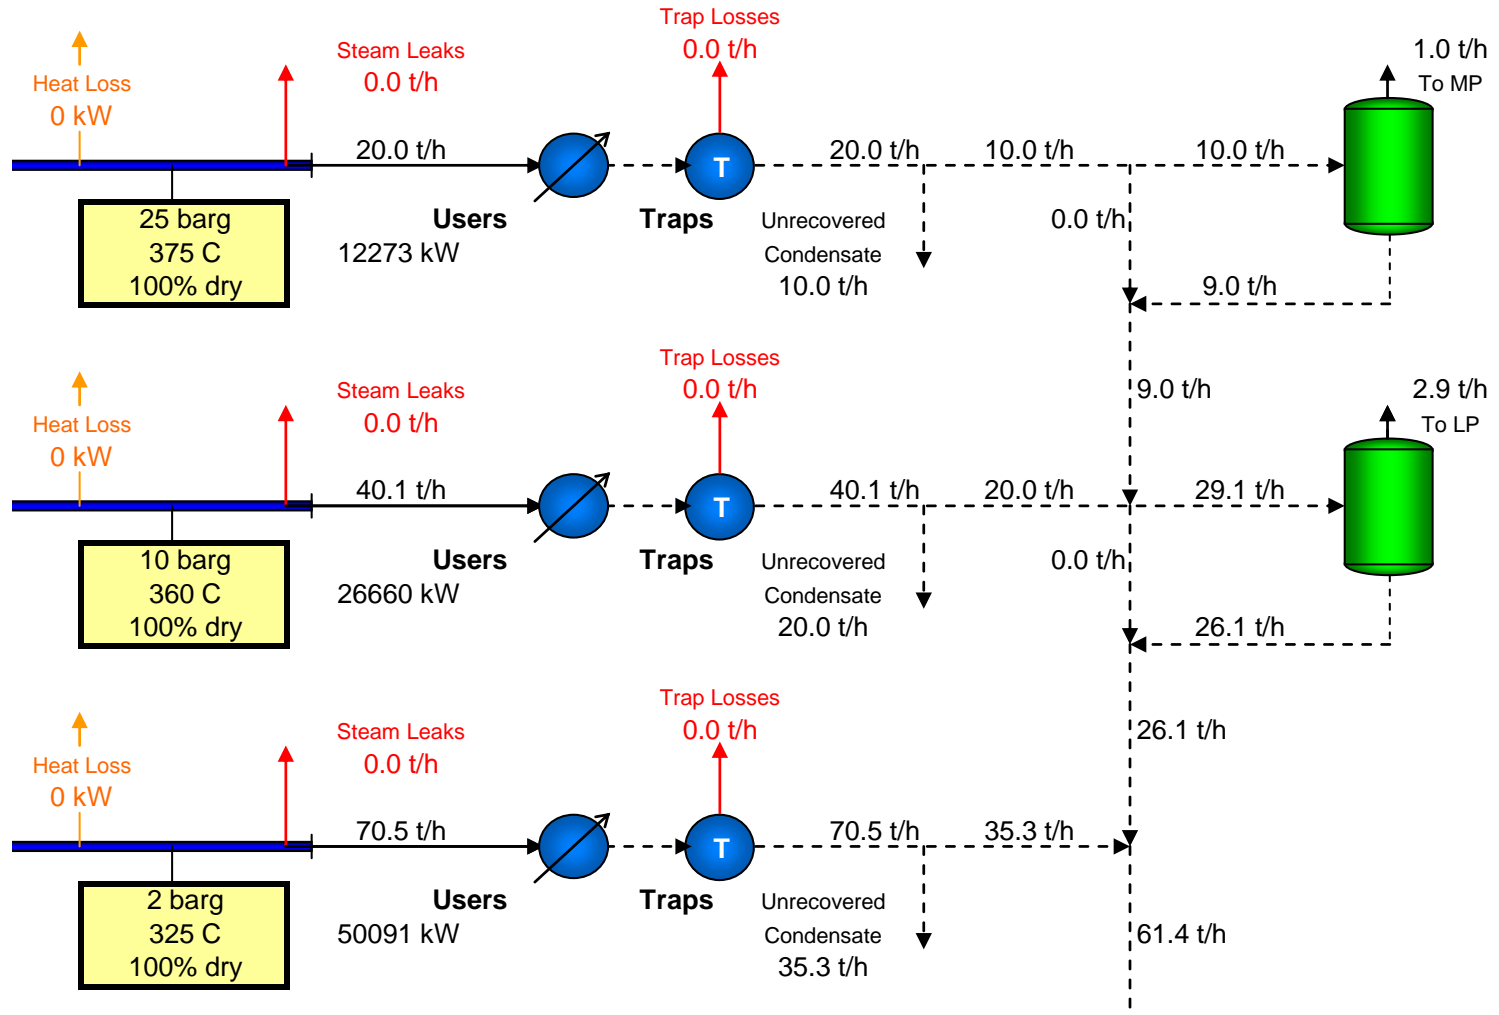 Trap Losses
0.0 t/h
1.0 t/h
To MP
Steam Leaks
0.0 t/h
Heat Loss
0 kW
20.0 t/h
T
20.0 t/h
10.0 t/h
10.0 t/h
25 barg
375 C
100% dry
Users
12273 kW
Traps
Unrecovered
Condensate
10.0 t/h
0.0 t/h
9.0 t/h
Trap Losses
0.0 t/h
9.0 t/h
2.9 t/h
To LP
Steam Leaks
0.0 t/h
Heat Loss
0 kW
40.1 t/h
T
40.1 t/h
20.0 t/h
29.1 t/h
10 barg
360 C
100% dry
Users
26660 kW
Traps
Unrecovered
Condensate
20.0 t/h
0.0 t/h
26.1 t/h
Trap Losses
0.0 t/h
26.1 t/h
Steam Leaks
0.0 t/h
Heat Loss
0 kW
70.5 t/h
T
70.5 t/h
35.3 t/h
2 barg
325 C
100% dry
Users
50091 kW
Traps
Unrecovered
Condensate
35.3 t/h
61.4 t/h